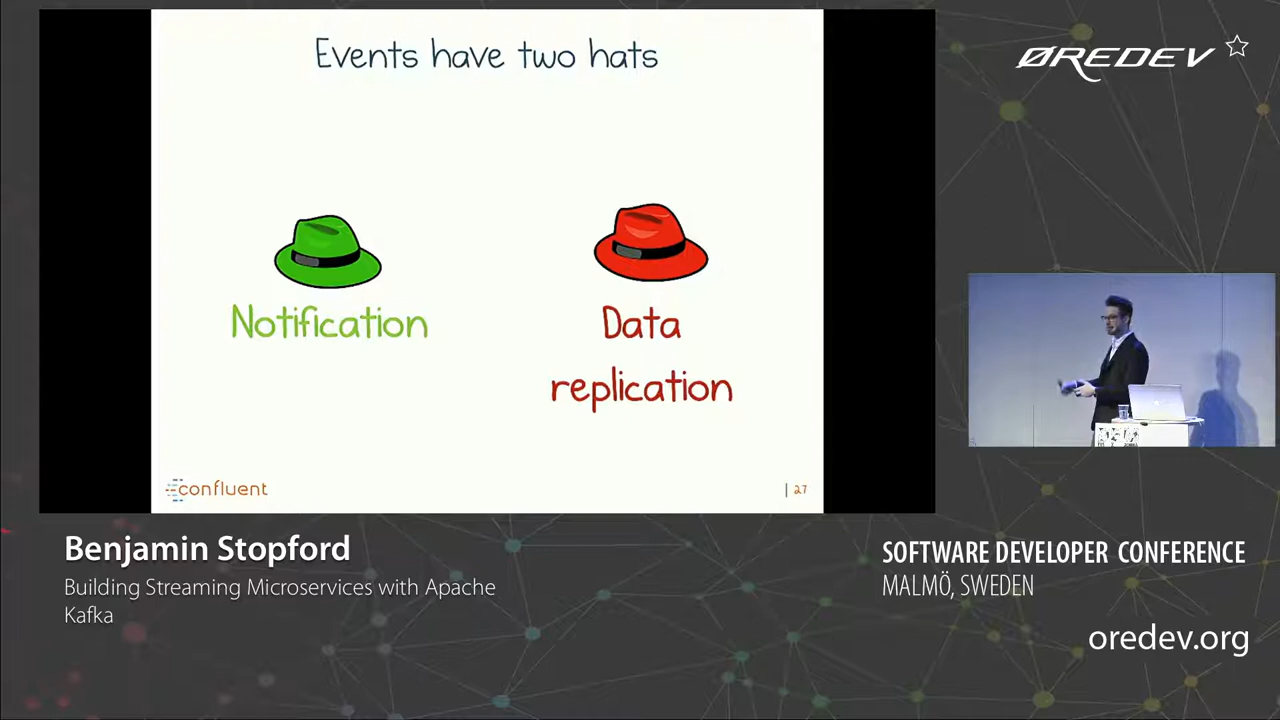 Events have two hats
Notification
Data
replication
confluent
| 27
ØREDEV
Benjamin Stopford
Building Streaming Microservices with Apache
Kafka
SOFTWARE DEVELOPER CONFERENCE
MALMÖ, SWEDEN
oredev.org